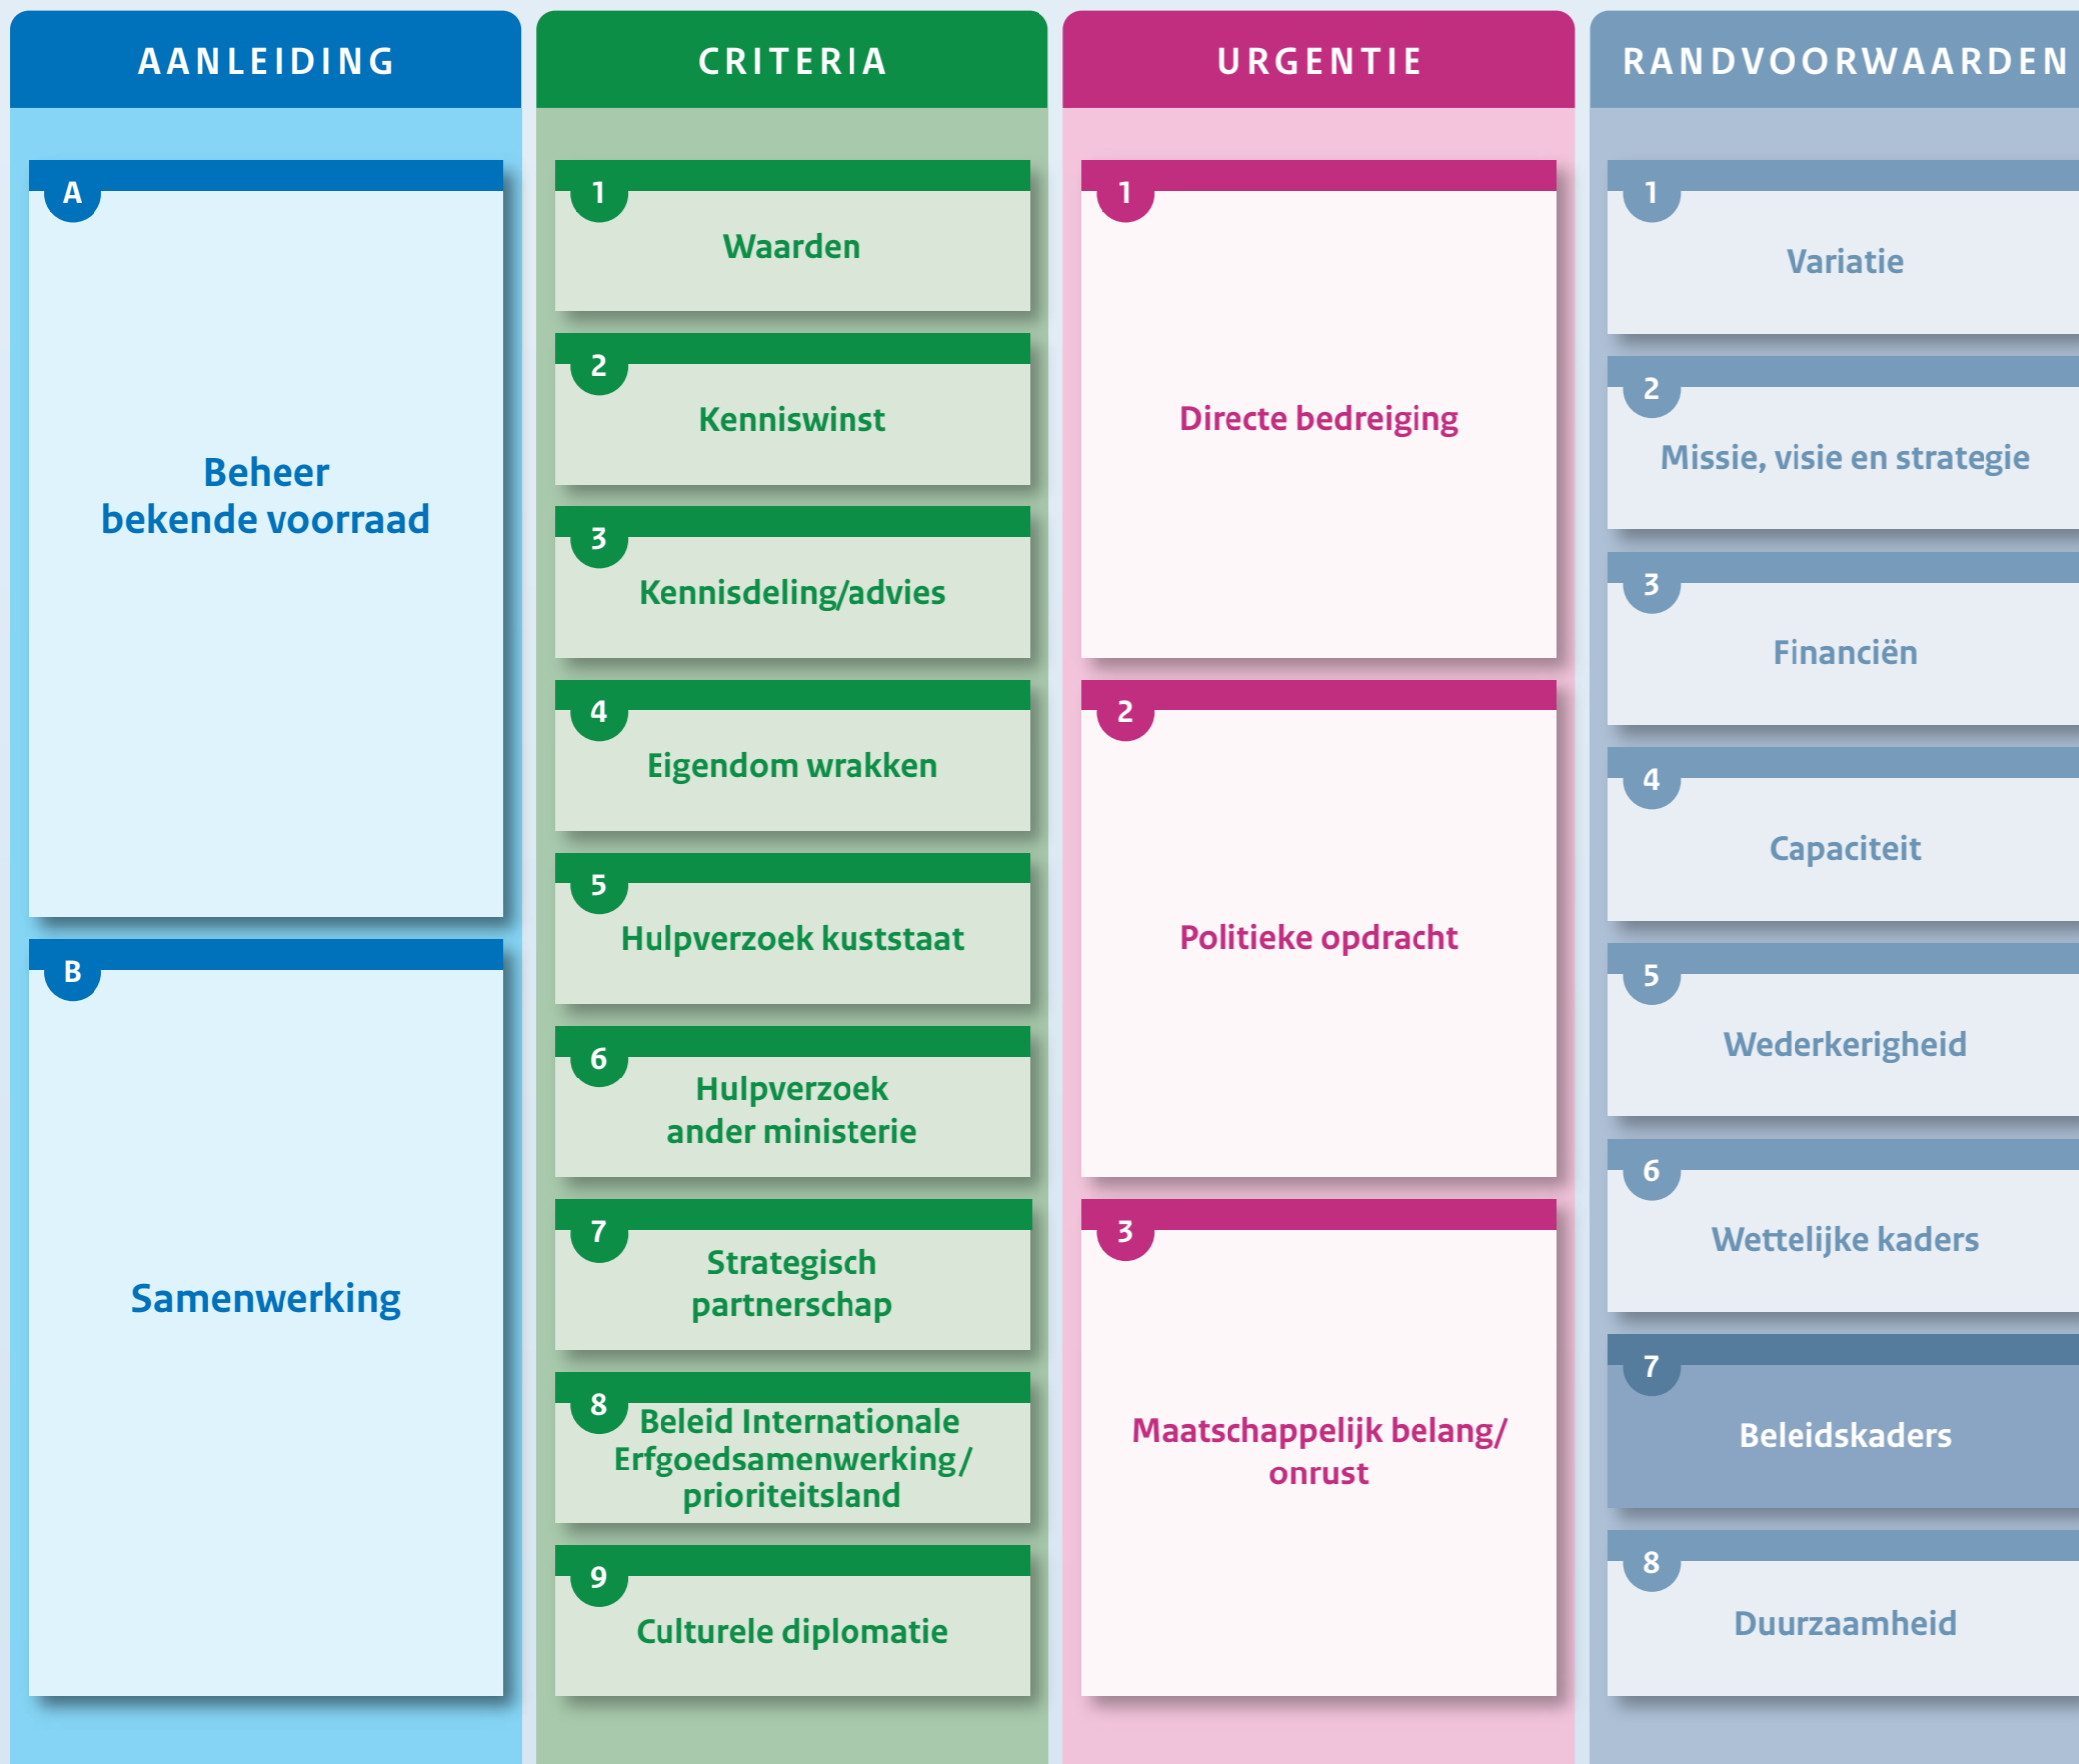 AANLEIDING
A
Beheer
bekende voorraad
B
Samenwerking
CRITERIA
1
Waarden
2
Kenniswinst
3
Kennisdeling/advies
4
Eigendom wrakken
5
Hulpverzoek kuststaat
6
Hulpverzoek
ander ministerie
7
Strategisch
partnerschap
8
Beleid Internationale
Erfgoedsamenwerking/
prioriteitsland
9
Culturele diplomatie
URGENTIE
1
Directe bedreiging
2
Politieke opdracht
3
Maatschappelijk belang/
onrust
RANDVOORWAARDEN
1
Variatie
2
Missie, visie en strategie
3
Financiën
4
Capaciteit
5
Wederkerigheid
6
Wettelijke kaders
7
Beleidskaders
8
Duurzaamheid